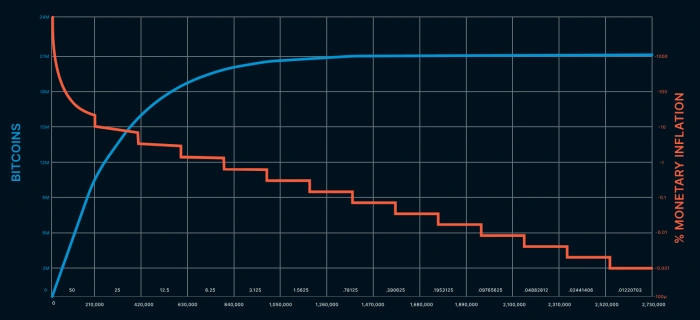 24M
21M
18M
15M
12M
9M
6M
3M
0
BITCOINS
-1000
-100
-10
-1
-0.1
-0.01
-0.001
100µ
% MONETARY INFLATION
50 25 12.5 6.25 3.125 1.5625 .78125 .390625 .1953125 .09765625 .04882812 .02441406 .01220703
0 210,000 420,000 630,000 840,000 1,050,000 1,260,000 1,470,000 1,680,000 1,890,000 2,100,000 2,310,000 2,520,000 2,730,000